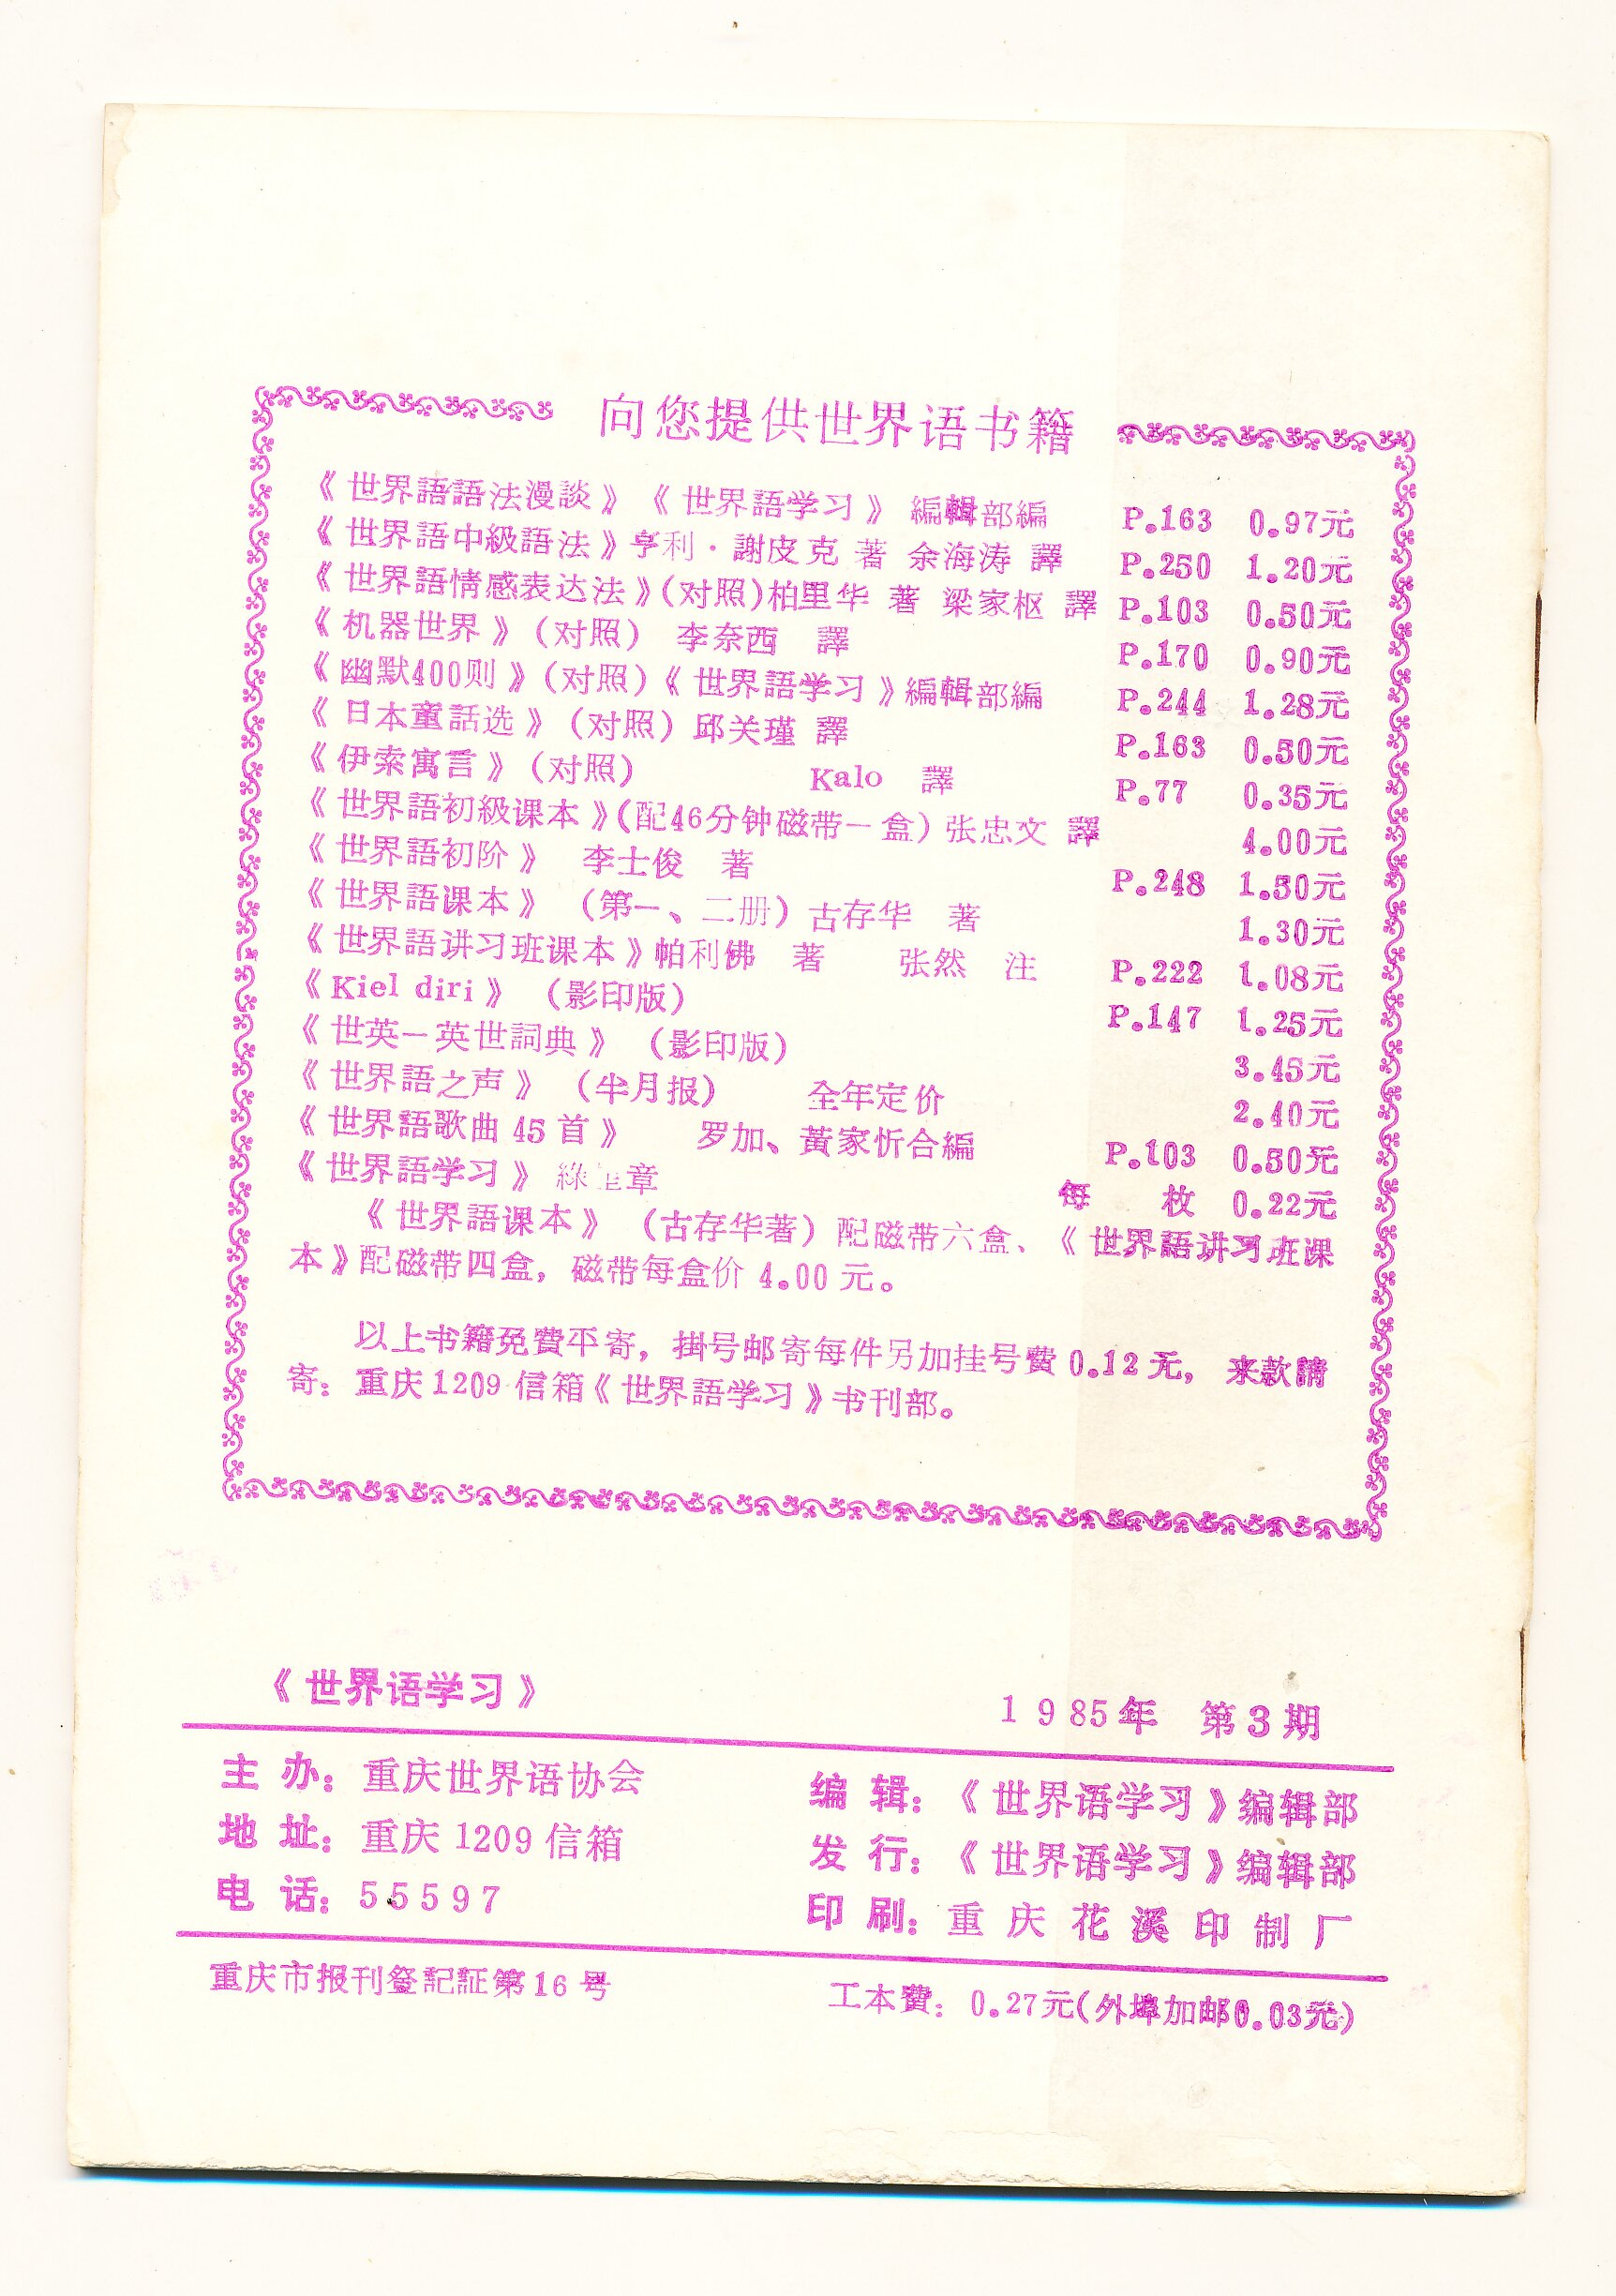 向您提供世界语书籍
《世界語語法漫談》《世界語学习》編輯部編 P.163 0.97元
《世界語中級語法》亨利·謝皮克 著 余海涛 譯 P.250 1.20元
《世界語情感表达法》(对照)柏里华 著 梁家枢 譯 P.103 0.50元
《机器世界》(对照) 李奈西 譯 P.170 0.90元
《幽默400则》(对照)《世界語学习》編輯部編 P.244 1.28元
《日本童話选》(对照) 邱关瑾 譯 P.163 0.50元
《伊索寓言》(对照) Kalo 譯 P.77 0.35元
《世界語初級课本》(配46分钟磁带一盒)张忠文 譯 4.00元
《世界語初阶》 李士俊 著 P.248 1.50元
《世界語课本》 (第一、二册) 古存华 著 1.30元
《世界語讲习班课本》帕利佛 著 张然 注 P.222 1.08元
《Kiel diri》 (影印版) P.147 1.25元
《世英—英世詞典》 (影印版) 3.45元
《世界語之声》 (半月报) 全年定价 2.40元
《世界語歌曲45首》 罗加、黃家忻合編 P.103 0.50元
《世界語学习》 綠 章 每 枚 0.22元
《世界語课本》 (古存华著) 配磁带六盒、《世界語讲习班课
本》配磁带四盒，磁带每盒价 4.00 元。
以上书籍免費平寄，掛号邮寄每件另加挂号費0.12元，来款請
寄：重庆1209信箱《世界語学习》书刊部。
《世界语学习》 1985年 第3期
主 办：重庆世界语协会 编 辑：《世界语学习》编辑部
地 址：重庆1209信箱 发 行：《世界语学习》编辑部
电 话：55597 印 刷：重庆花溪印制厂
重庆市报刊登記証第16号 工本費：0.27元(外埠加邮0.03元)